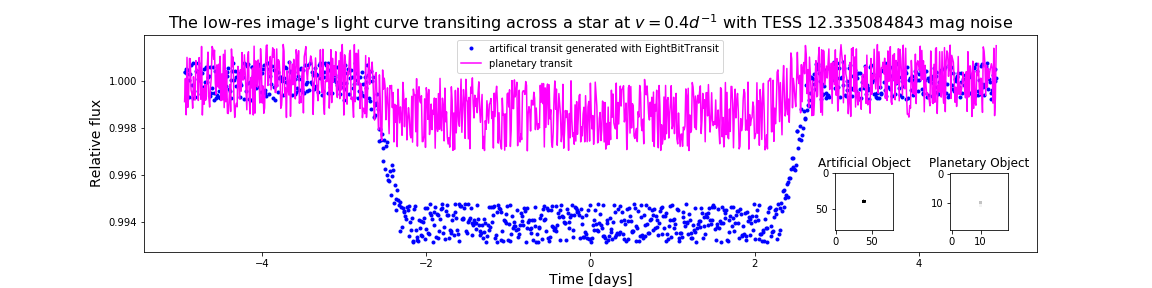 The low-res image's light curve transiting across a star at v = 0.4d⁻¹ with TESS 12.335084843 mag noise
artifical transit generated with EightBitTransit
planetary transit
Relative flux
1.000
0.998
0.996
0.994
Artificial Object
0
50
0
50
Planetary Object
0
10
0
10
−4
−2
0
2
4
Time [days]